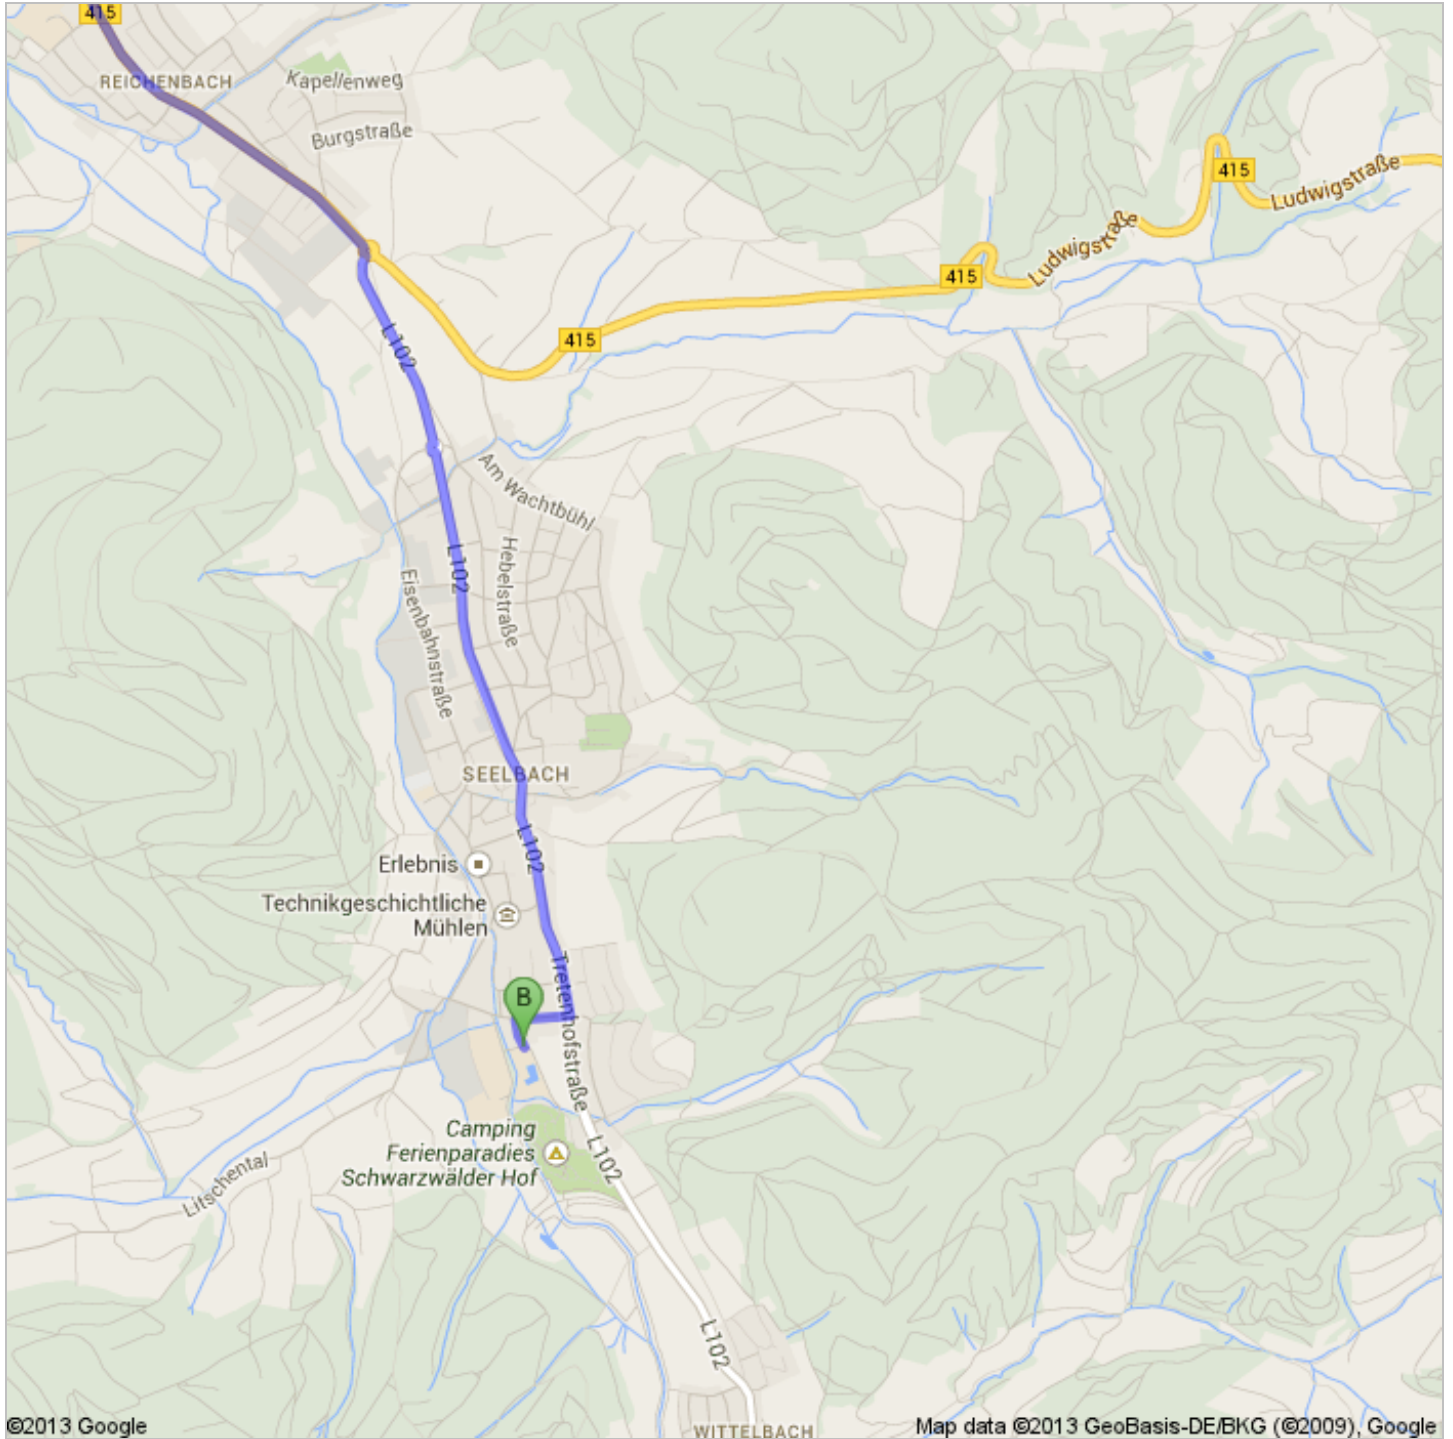 415
REICHENBACH
Kapellenweg
Burgstraße
415
Ludwigstraße
Ludwigstraße
415
415
L102
Am Wachtbühl
L102
Hebelstraße
Eisenbahnstraße
SEELBACH
L102
Erlebnis
Technikgeschichtliche
Mühlen
Tretenhofstraße
B
Camping
Ferienparadies
Schwarzwälder Hof
L102
Litschental
L102
WITTELBACH
©2013 Google
Map data ©2013 GeoBasis-DE/BKG (©2009), Google